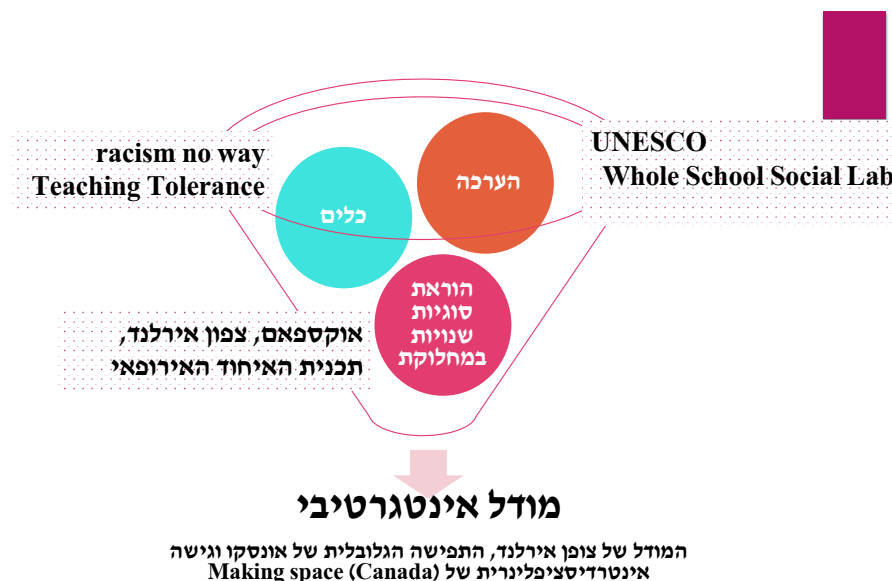 racism no way
Teaching Tolerance
UNESCO
Whole School Social Lab
הערכה
כלים
הוראת
סוגיות
שנויות
במחלוקת
אוקספאם, צפון אירלנד,
תכנית האיחוד האירופאי
מודל אינטגרטיבי
המודל של צופן אירלנד, התפישה הגלובלית של אונסקו וגישה
אינטרדיסציפלינרית של Making space (Canada)